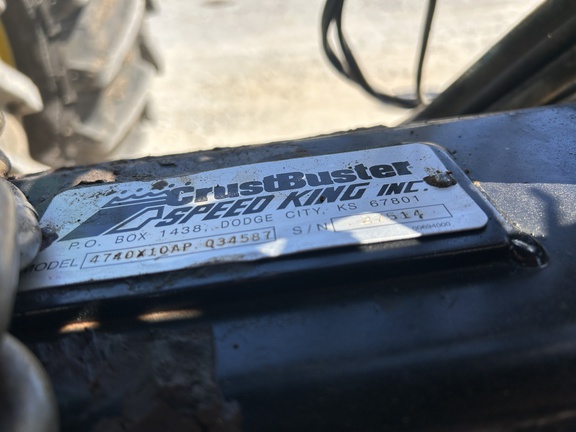 CrustBuster
SPEED KING INC.
P.O. BOX 1438, DODGE CITY, KS 67801
MODEL 4740X10AP Q34587 S/N